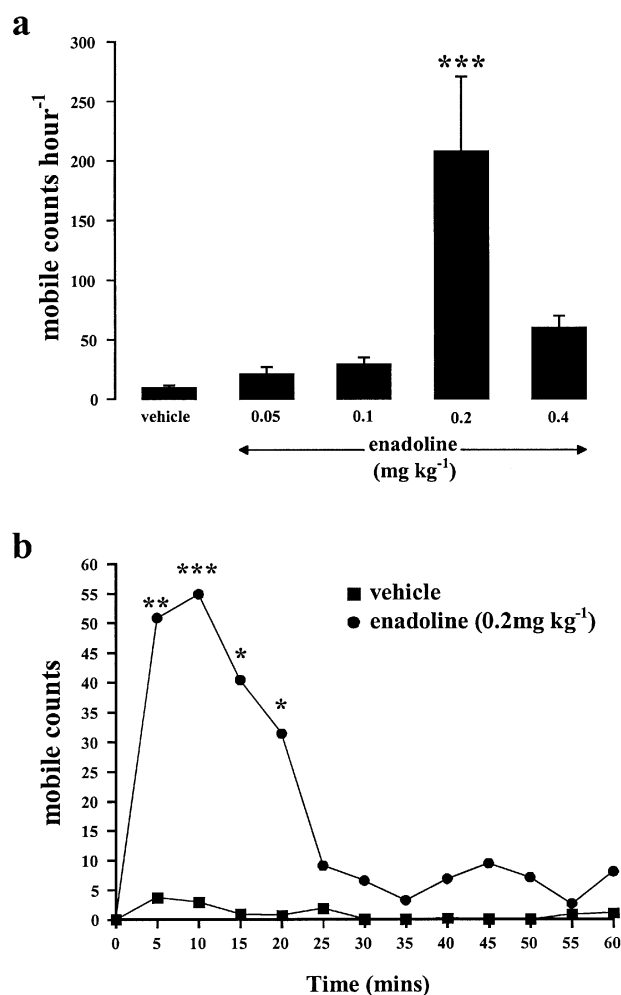 a
***
300
250
200
150
100
50
0
mobile counts hour⁻¹
vehicle 0.05 0.1 0.2 0.4
enadoline
(mg kg⁻¹)
b
60
55
50
45
40
35
30
25
20
15
10
5
0
mobile counts
** *** * *
vehicle
enadoline (0.2mg kg⁻¹)
0 5 10 15 20 25 30 35 40 45 50 55 60
Time (mins)